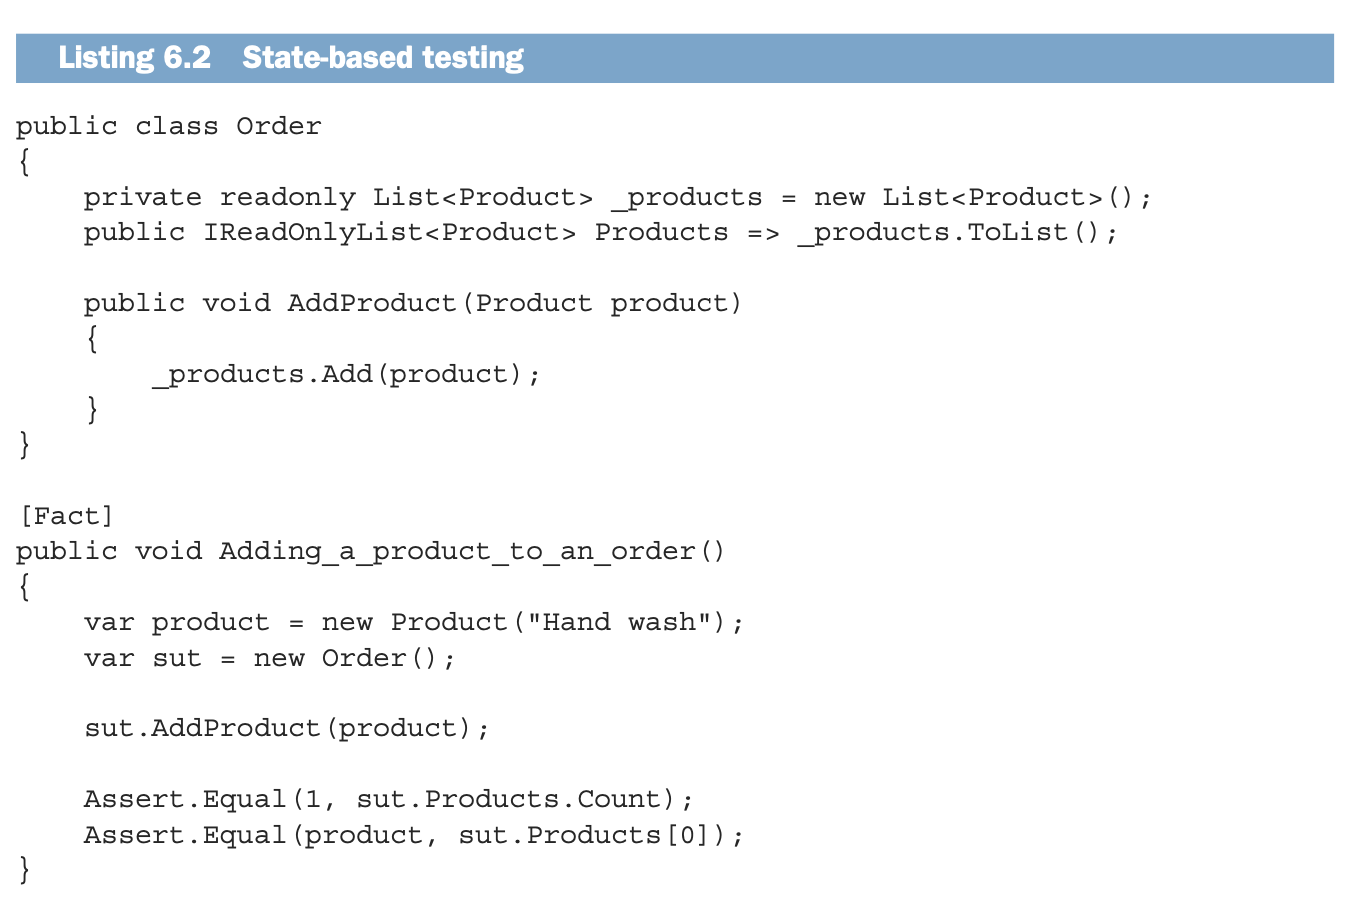 Listing 6.2 State-based testing
public class Order
{
    private readonly List<Product> _products = new List<Product>();
    public IReadOnlyList<Product> Products => _products.ToList();

    public void AddProduct(Product product)
    {
        _products.Add(product);
    }
}

[Fact]
public void Adding_a_product_to_an_order()
{
    var product = new Product("Hand wash");
    var sut = new Order();

    sut.AddProduct(product);

    Assert.Equal(1, sut.Products.Count);
    Assert.Equal(product, sut.Products[0]);
}